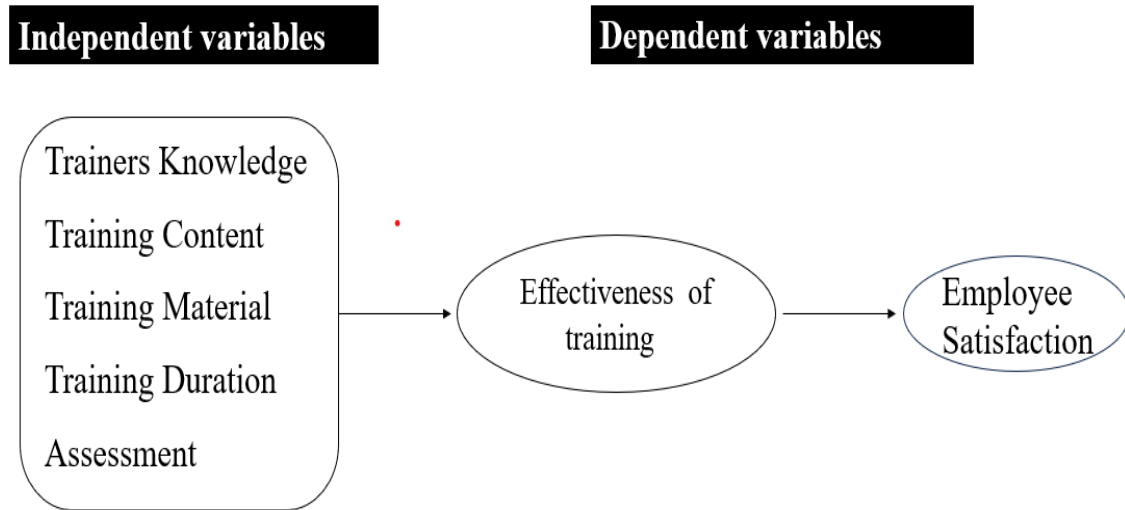 Independent variables
Dependent variables
Trainers Knowledge
Training Content
Training Material
Training Duration
Assessment
Effectiveness of
training
Employee
Satisfaction